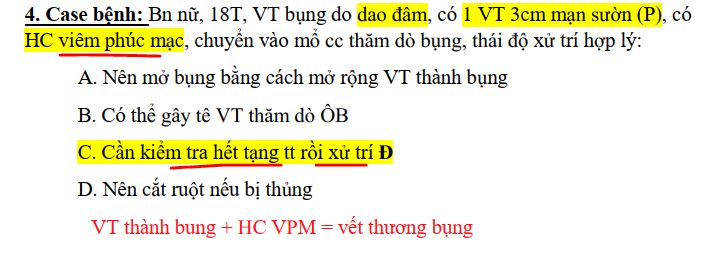 4. Case bệnh: Bn nữ, 18T, VT bụng do dao đâm, có 1 VT 3cm mạn sườn (P), có
HC viêm phúc mạc, chuyển vào mổ cc thăm dò bụng, thái độ xử trí hợp lý:
A. Nên mở bụng bằng cách mở rộng VT thành bụng
B. Có thể gây tê VT thăm dò ÔB
C. Cần kiểm tra hết tạng tt rồi xử trí Đ
D. Nên cắt ruột nếu bị thủng
VT thành bung + HC VPM = vết thương bụng